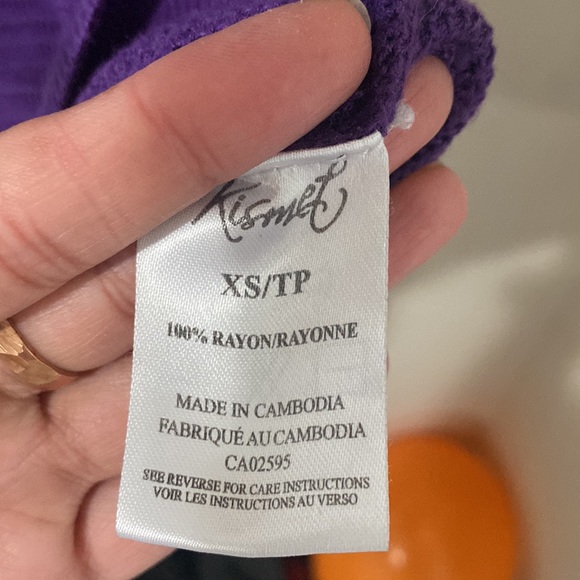 Kismet
XS/TP
100% RAYON/RAYONNE
MADE IN CAMBODIA
FABRIQUÉ AU CAMBODIA
CA02595
SEE REVERSE FOR CARE INSTRUCTIONS
VOIR LES INSTRUCTIONS AU VERSO